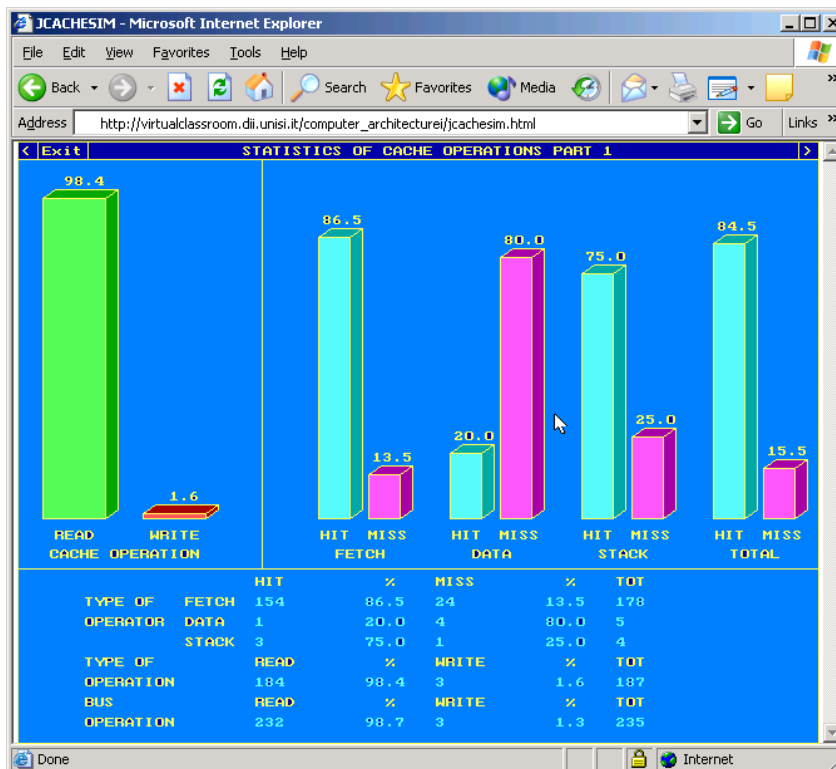 JCACHESIM - Microsoft Internet Explorer
File Edit View Favorites Tools Help
Back Search Favorites Media »
Address http://virtualclassroom.dii.unisi.it/computer_architecturei/jcachesim.html Go Links »
< Exit STATISTICS OF CACHE OPERATIONS PART 1 >
98.4
86.5 84.5
80.0
75.0
20.0 25.0
13.5 15.5
1.6
READ WRITE HIT MISS HIT MISS HIT MISS HIT MISS
CACHE OPERATION FETCH DATA STACK TOTAL
HIT % MISS % TOT
TYPE OF FETCH 154 86.5 24 13.5 178
OPERATOR DATA 1 20.0 4 80.0 5
STACK 3 75.0 1 25.0 4
TYPE OF READ % WRITE % TOT
OPERATION 184 98.4 3 1.6 187
BUS READ % WRITE % TOT
OPERATION 232 98.7 3 1.3 235
Done Internet